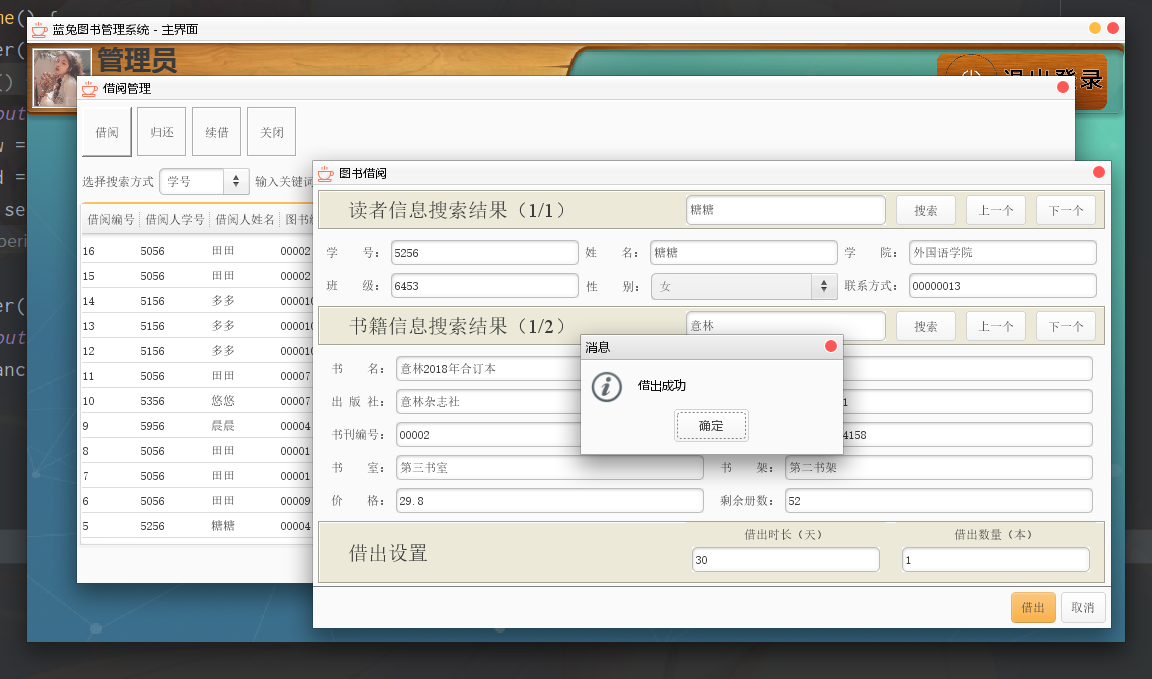 me() {
蓝兔图书管理系统 - 主界面
管理员
退出登录
借阅管理
借阅 归还 续借 关闭
选择搜索方式 学号 输入关键词
借阅编号 借阅人学号 借阅人姓名 图书编
16 5056 田田 00002
15 5056 田田 00002
14 5156 多多 000010
13 5156 多多 000010
12 5156 多多 000010
11 5056 田田 00007
10 5356 悠悠 00007
9 5956 晨晨 00004
8 5056 田田 00001
7 5056 田田 00001
6 5056 田田 00009
5 5256 糖糖 00004
图书借阅
读者信息搜索结果（1/1） 糖糖 搜索 上一个 下一个
学 号： 5256 姓 名： 糖糖 学 院： 外国语学院
班 级： 6453 性 别： 女 联系方式： 00000013
书籍信息搜索结果（1/2） 意林 搜索 上一个 下一个
书 名： 意林2018年合订本
出 版 社： 意林杂志社 1
书刊编号： 00002 4158
书 室： 第三书室 书 架： 第二书架
价 格： 29.8 剩余册数： 52
借出设置
借出时长（天） 借出数量（本）
30 1
借出 取消
消息
借出成功
确定